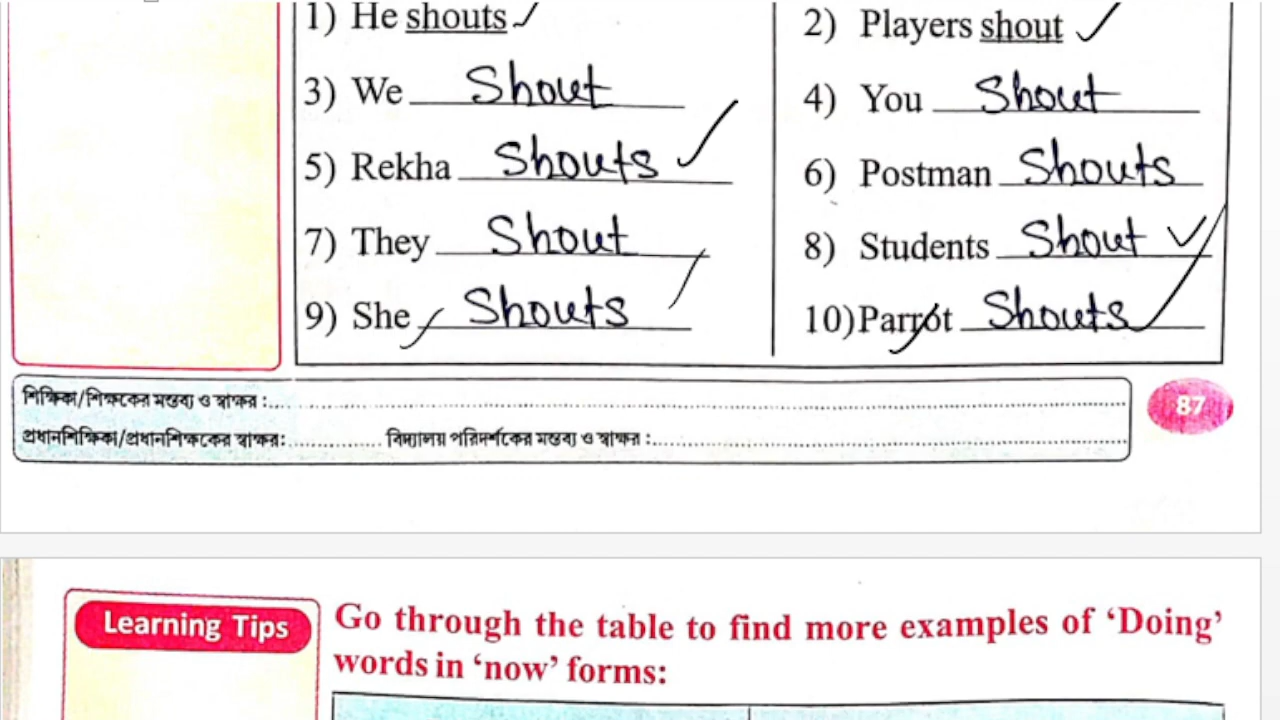 1) He shouts
2) Players shout
3) We Shout
4) You Shout
5) Rekha Shouts
6) Postman Shouts
7) They Shout
8) Students Shout
9) She Shouts
10) Parrot Shouts
শিক্ষিকা/শিক্ষকের মন্তব্য ও স্বাক্ষর :
87
প্রধানশিক্ষিকা/প্রধানশিক্ষকের স্বাক্ষর: বিদ্যালয় পরিদর্শকের মন্তব্য ও স্বাক্ষর :
Learning Tips
Go through the table to find more examples of ‘Doing’
words in ‘now’ forms: